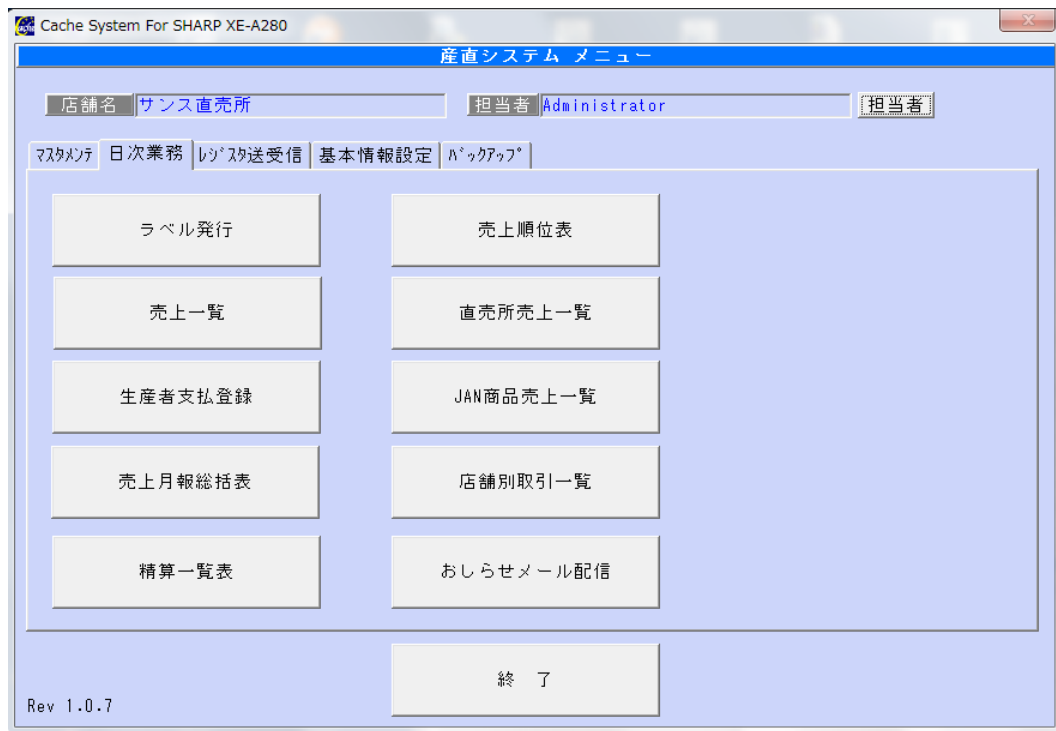 Cache System For SHARP XE-A280
産直システム メニュー
店舗名 サンス直売所 担当者 Administrator 担当者
ﾏｽﾀﾒﾝﾃ 日次業務 ﾚｼﾞｽﾀ送受信 基本情報設定 ﾊﾞｯｸｱｯﾌﾟ
ラベル発行 売上順位表
売上一覧 直売所売上一覧
生産者支払登録 JAN商品売上一覧
売上月報総括表 店舗別取引一覧
精算一覧表 おしらせメール配信
終 了
Rev 1.0.7